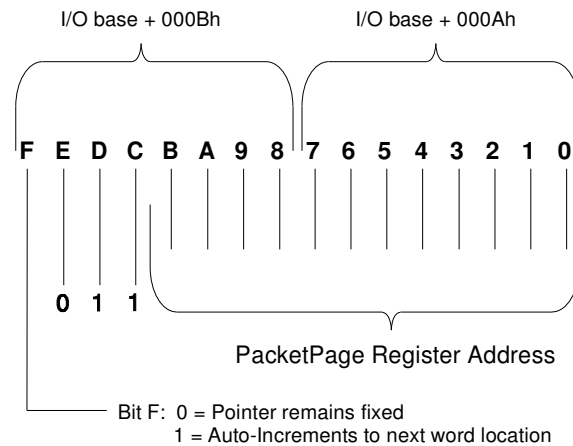 I/O base + 000Bh I/O base + 000Ah
F E D C B A 9 8 7 6 5 4 3 2 1 0
0 1 1
PacketPage Register Address
Bit F: 0 = Pointer remains fixed
1 = Auto-Increments to next word location